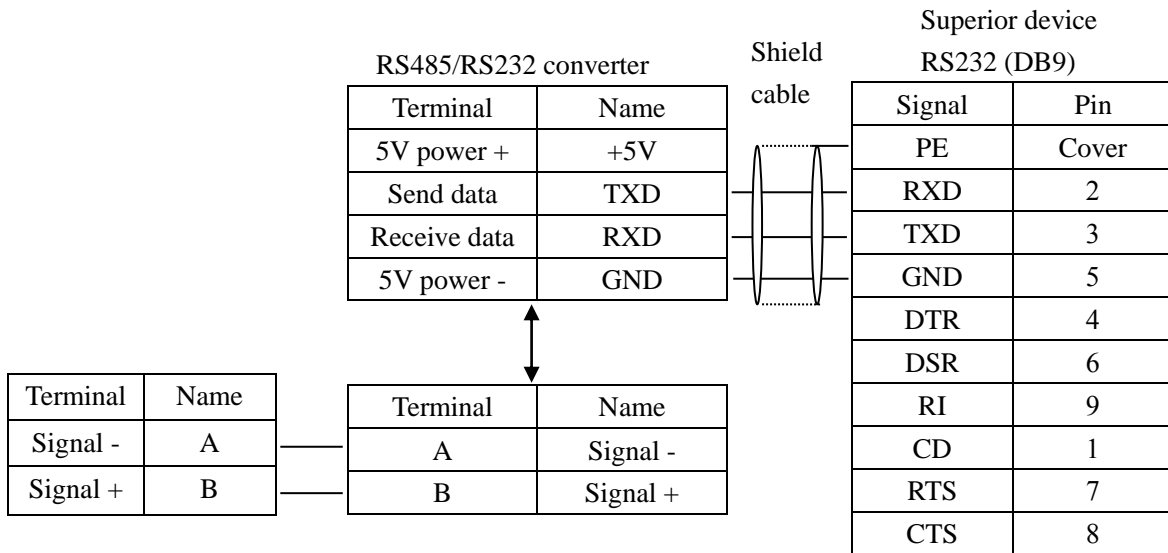 Superior device
RS232 (DB9)
Shield
cable
RS485/RS232 converter
Terminal Name
5V power + +5V
Send data TXD
Receive data RXD
5V power - GND
Signal Pin
PE Cover
RXD 2
TXD 3
GND 5
DTR 4
DSR 6
RI 9
CD 1
RTS 7
CTS 8
Terminal Name
Signal - A
Signal + B
Terminal Name
A Signal -
B Signal +